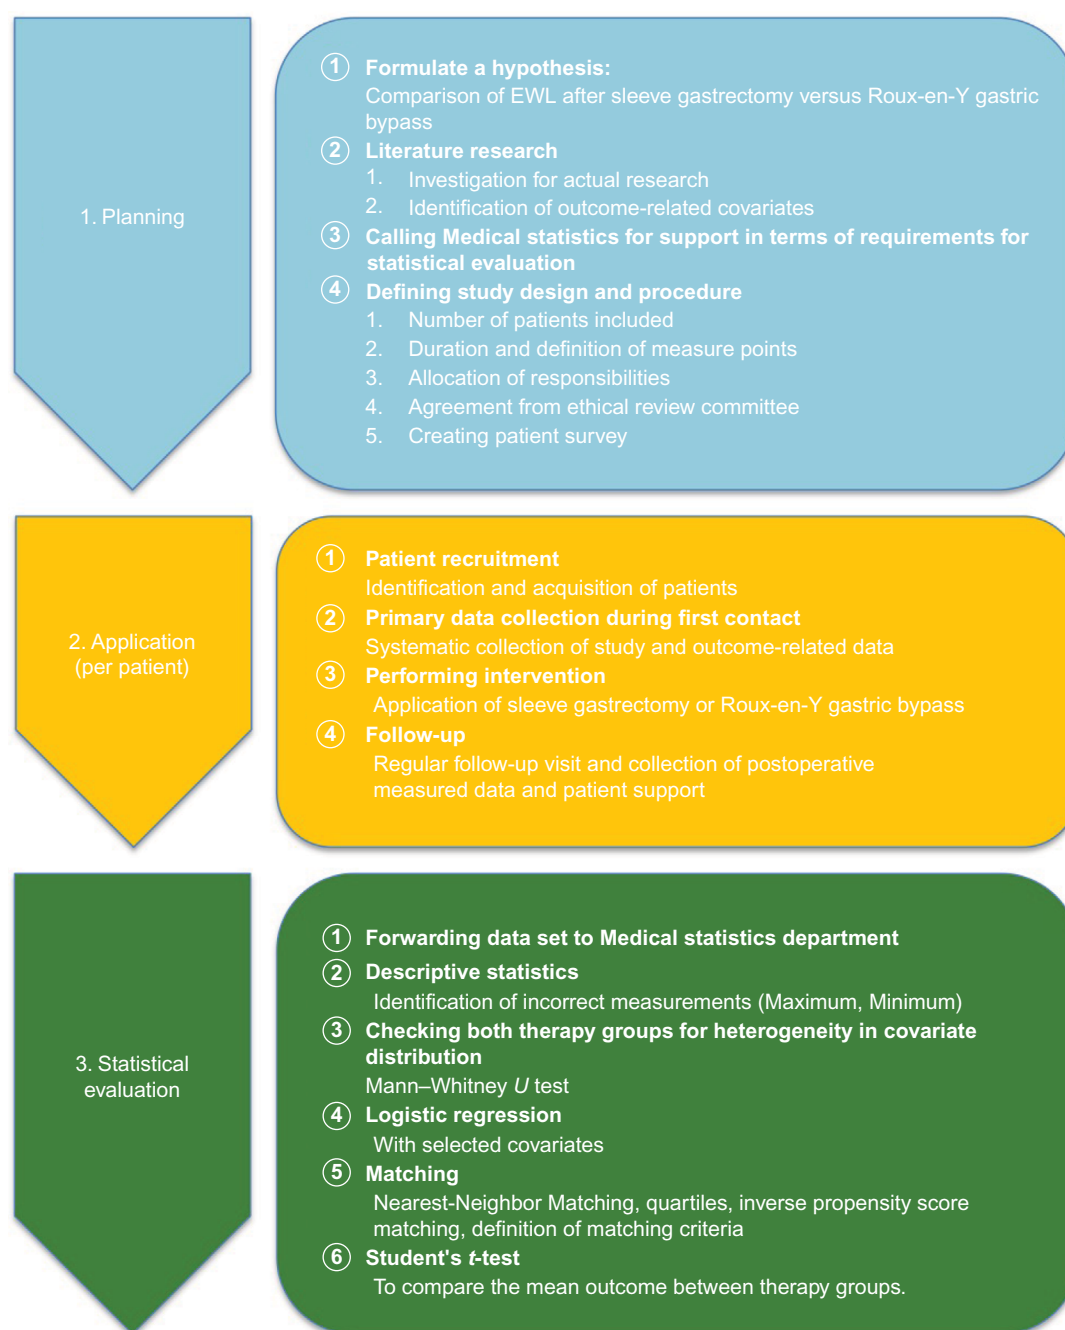 1. Planning
① Formulate a hypothesis:
Comparison of EWL after sleeve gastrectomy versus Roux-en-Y gastric
bypass
② Literature research
1. Investigation for actual research
2. Identification of outcome-related covariates
③ Calling Medical statistics for support in terms of requirements for
statistical evaluation
④ Defining study design and procedure
1. Number of patients included
2. Duration and definition of measure points
3. Allocation of responsibilities
4. Agreement from ethical review committee
5. Creating patient survey
2. Application
(per patient)
① Patient recruitment
Identification and acquisition of patients
② Primary data collection during first contact
Systematic collection of study and outcome-related data
③ Performing intervention
Application of sleeve gastrectomy or Roux-en-Y gastric bypass
④ Follow-up
Regular follow-up visit and collection of postoperative
measured data and patient support
3. Statistical
evaluation
① Forwarding data set to Medical statistics department
② Descriptive statistics
Identification of incorrect measurements (Maximum, Minimum)
③ Checking both therapy groups for heterogeneity in covariate
distribution
Mann–Whitney U test
④ Logistic regression
With selected covariates
⑤ Matching
Nearest-Neighbor Matching, quartiles, inverse propensity score
matching, definition of matching criteria
⑥ Student's t-test
To compare the mean outcome between therapy groups.